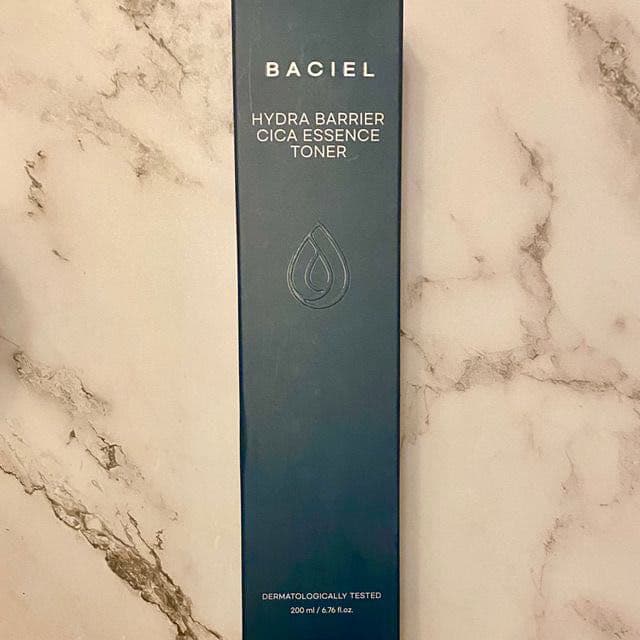 BACIEL
HYDRA BARRIER
CICA ESSENCE
TONER
DERMATOLOGICALLY TESTED
200 ml / 6.76 fl.oz.